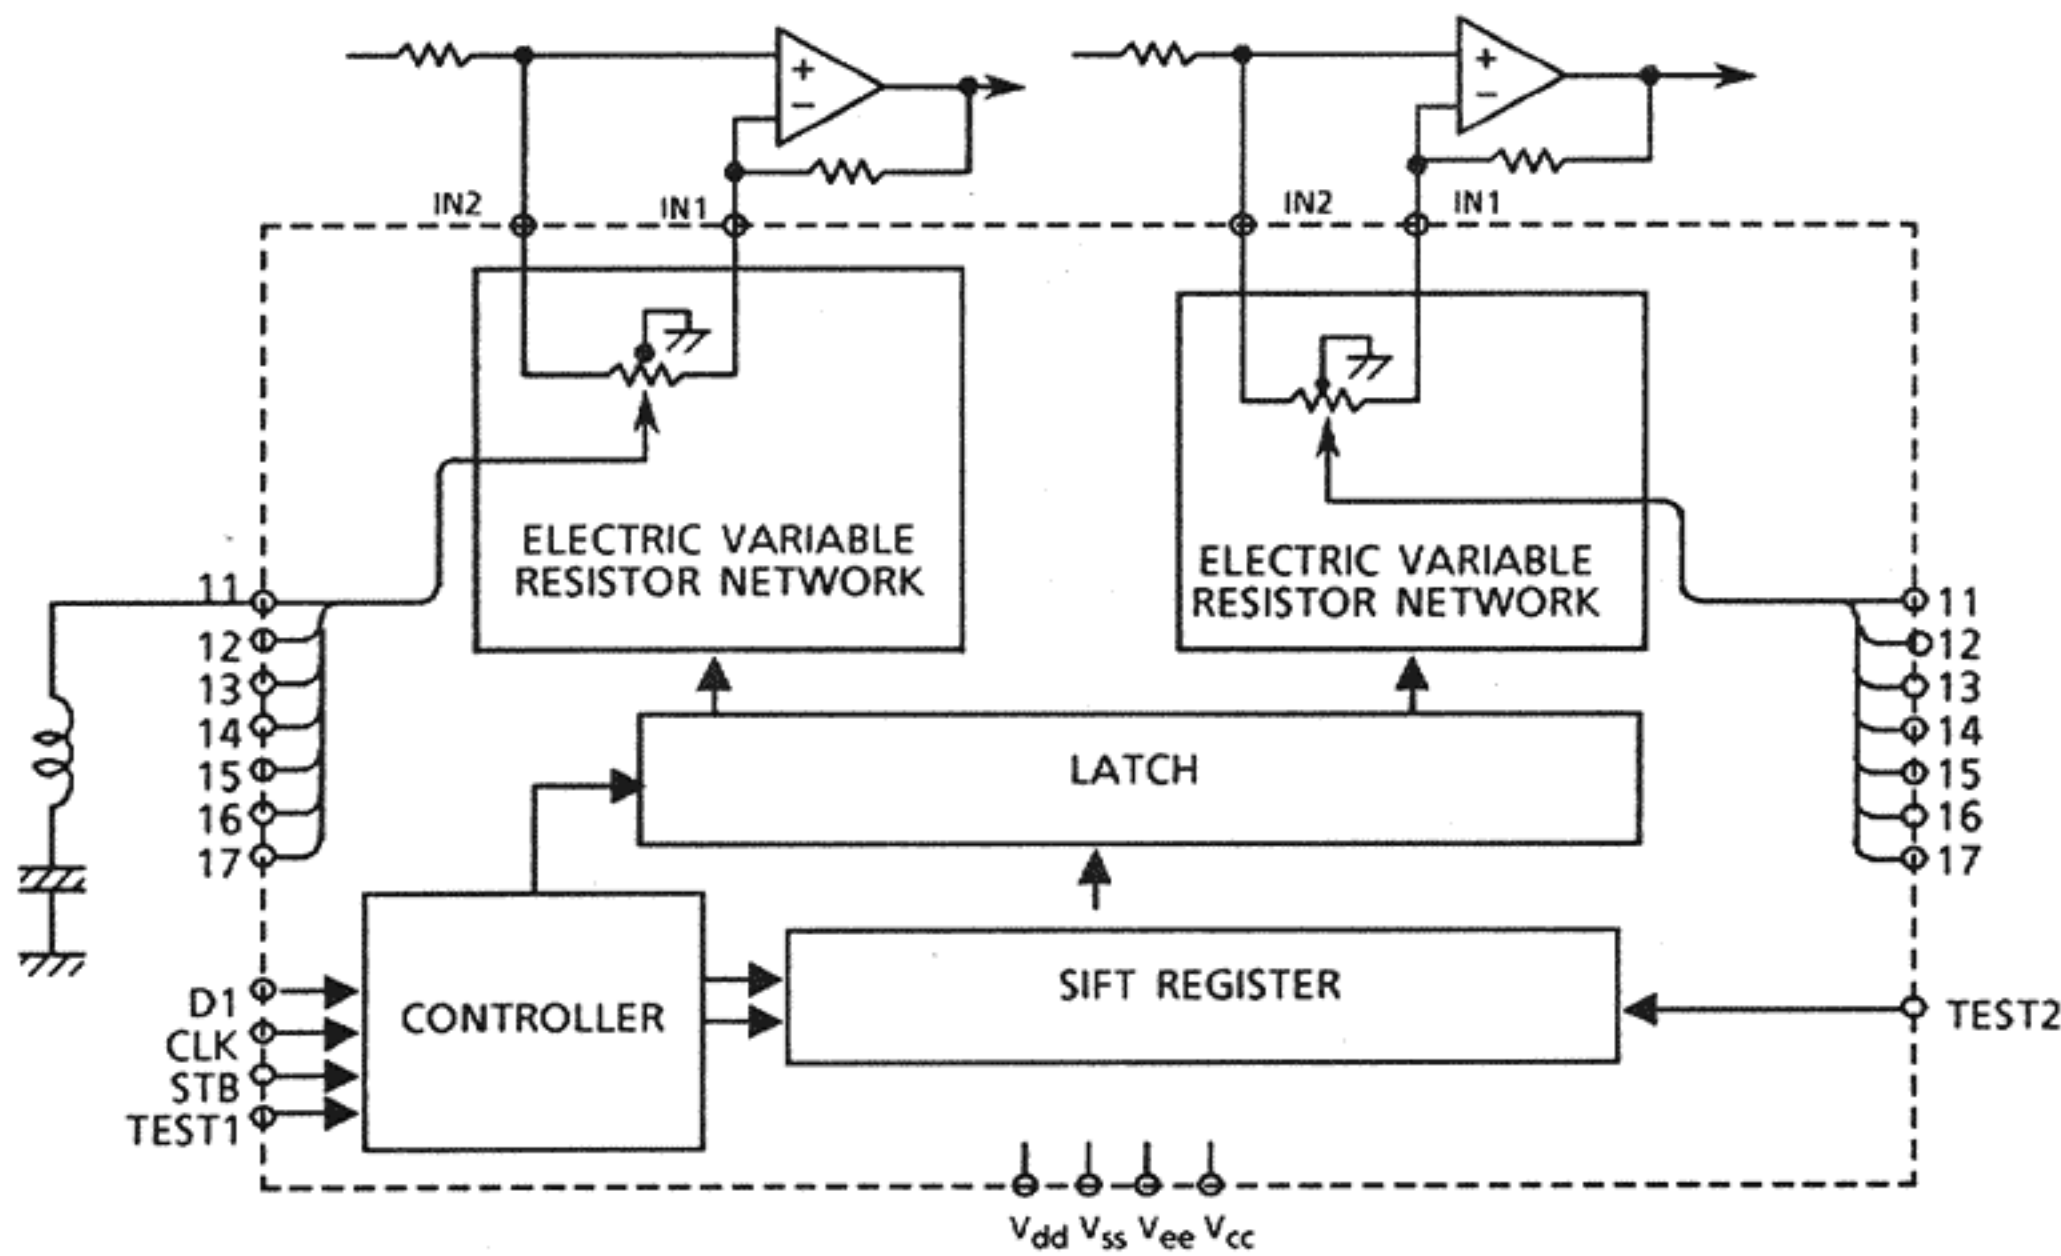 +
−
+
−
IN2
IN1
IN2
IN1
ELECTRIC VARIABLE
RESISTOR NETWORK
ELECTRIC VARIABLE
RESISTOR NETWORK
11
12
13
14
15
16
17
11
12
13
14
15
16
17
LATCH
CONTROLLER
SIFT REGISTER
D1
CLK
STB
TEST1
TEST2
Vdd Vss Vee Vcc